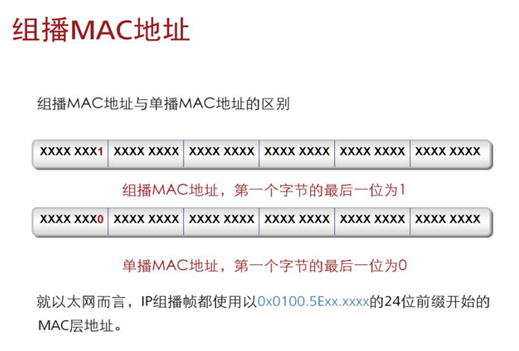 组播MAC地址
组播MAC地址与单播MAC地址的区别
XXXX XXX1 XXXX XXXX XXXX XXXX XXXX XXXX XXXX XXXX XXXX XXXX
组播MAC地址，第一个字节的最后一位为1
XXXX XXX0 XXXX XXXX XXXX XXXX XXXX XXXX XXXX XXXX XXXX XXXX
单播MAC地址，第一个字节的最后一位为0
就以太网而言，IP组播帧都使用以0x0100.5Exx.xxxx的24位前缀开始的
MAC层地址。